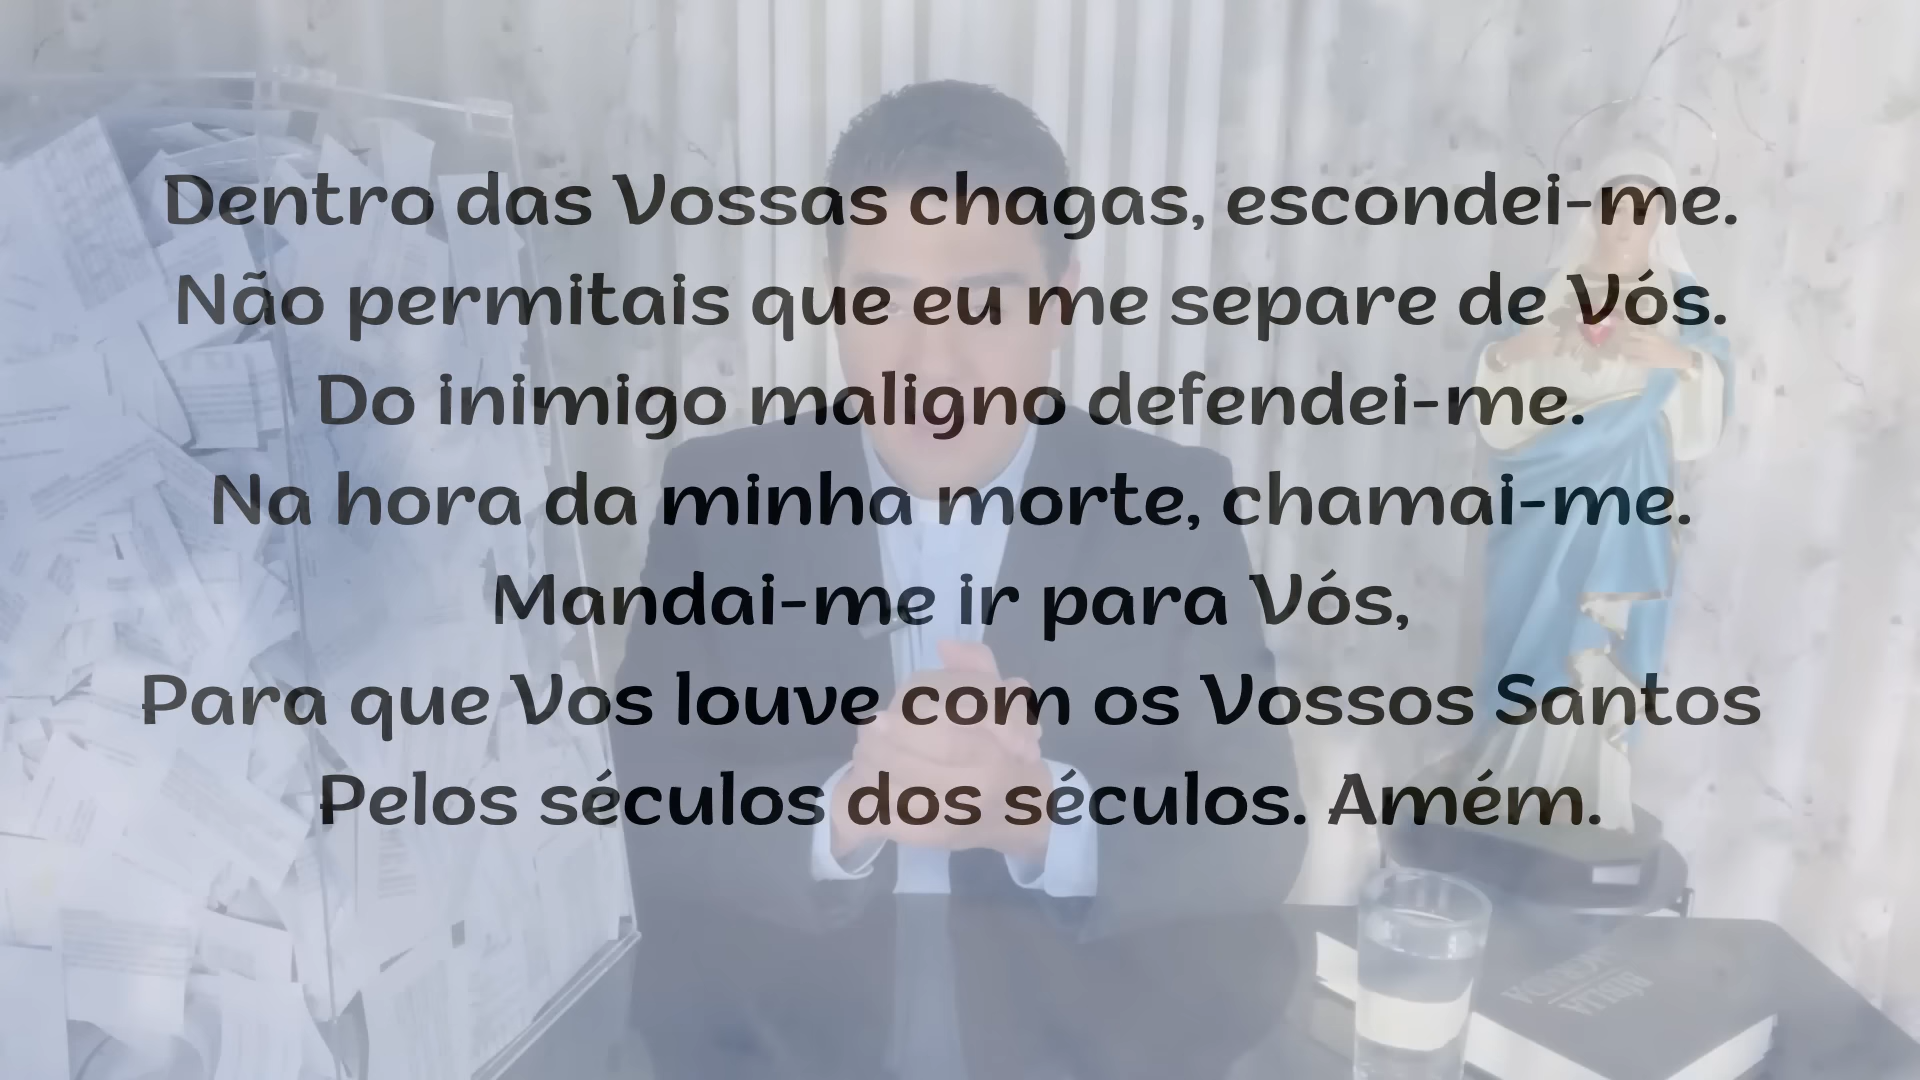 Dentro das Vossas chagas, escondei-me.
Não permitais que eu me separe de Vós.
Do inimigo maligno defendei-me.
Na hora da minha morte, chamai-me.
Mandai-me ir para Vós,
Para que Vos louve com os Vossos Santos
Pelos séculos dos séculos. Amém.